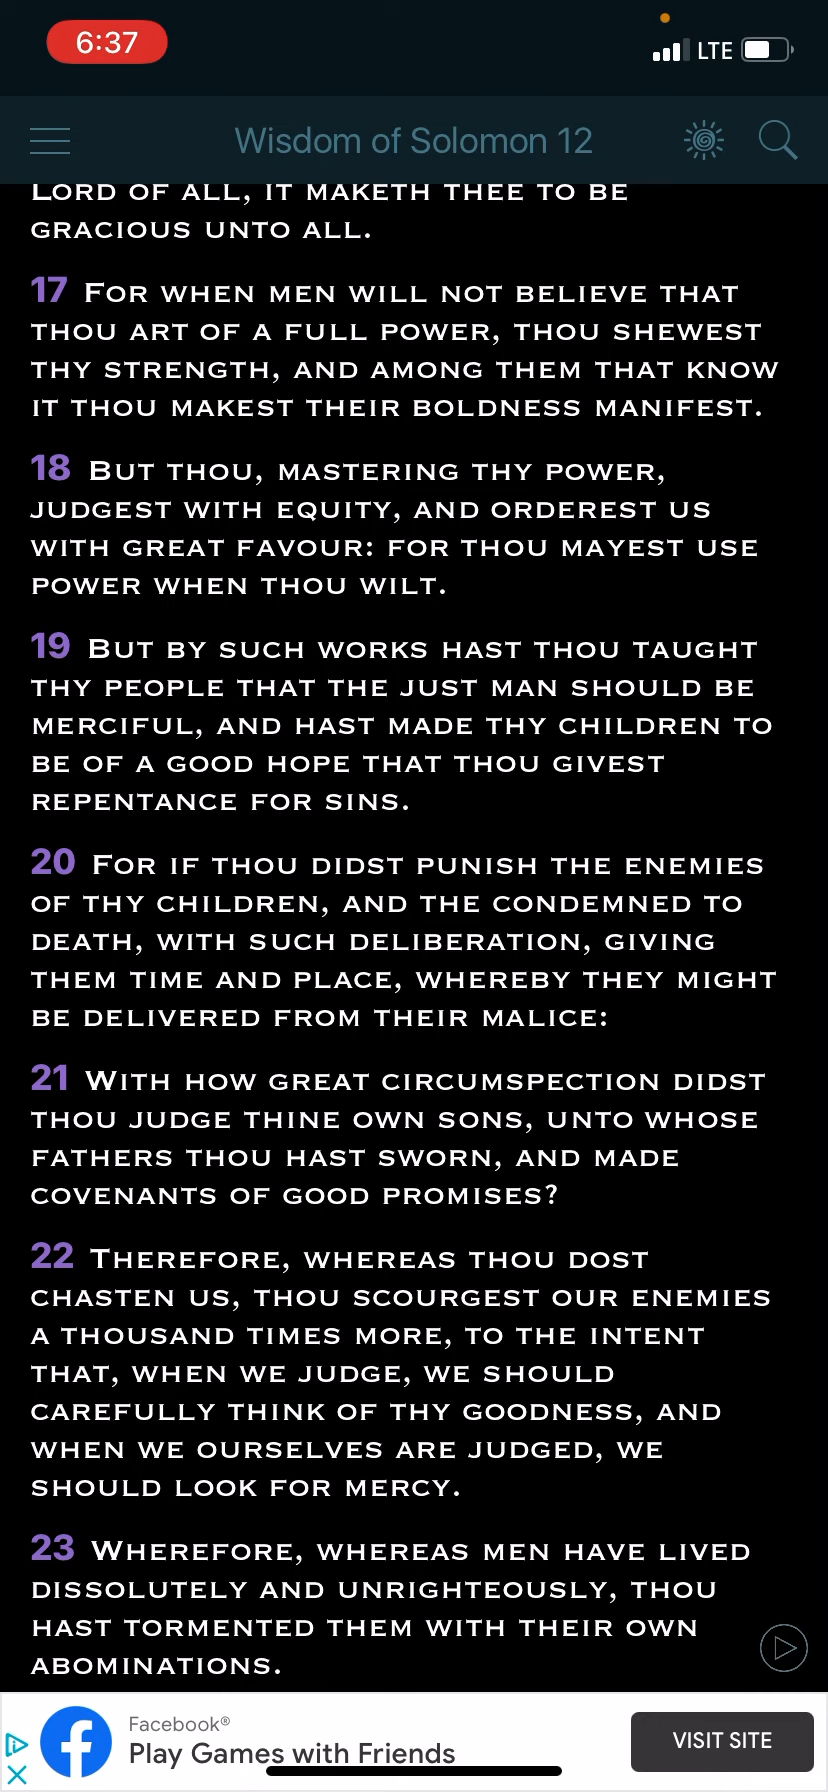 6:37
LTE
Wisdom of Solomon 12
Lord of all, it maketh thee to be
gracious unto all.
17 For when men will not believe that
thou art of a full power, thou shewest
thy strength, and among them that know
it thou makest their boldness manifest.
18 But thou, mastering thy power,
judgest with equity, and orderest us
with great favour: for thou mayest use
power when thou wilt.
19 But by such works hast thou taught
thy people that the just man should be
merciful, and hast made thy children to
be of a good hope that thou givest
repentance for sins.
20 For if thou didst punish the enemies
of thy children, and the condemned to
death, with such deliberation, giving
them time and place, whereby they might
be delivered from their malice:
21 With how great circumspection didst
thou judge thine own sons, unto whose
fathers thou hast sworn, and made
covenants of good promises?
22 Therefore, whereas thou dost
chasten us, thou scourgest our enemies
a thousand times more, to the intent
that, when we judge, we should
carefully think of thy goodness, and
when we ourselves are judged, we
should look for mercy.
23 Wherefore, whereas men have lived
dissolutely and unrighteously, thou
hast tormented them with their own
abominations.
Facebook®
Play Games with Friends
VISIT SITE